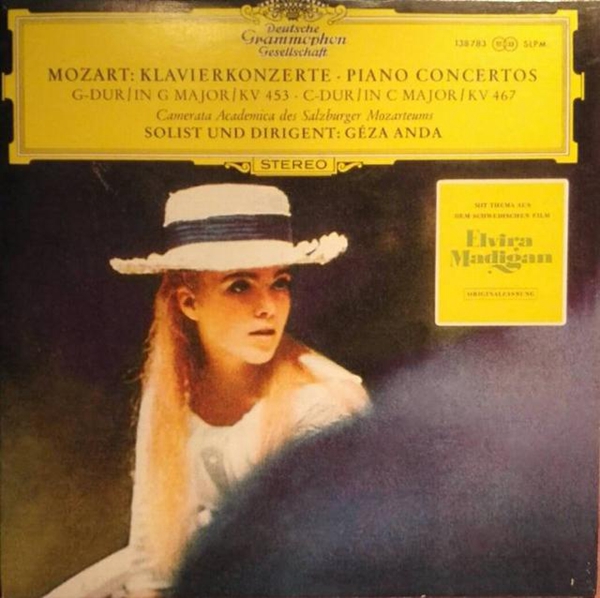 Deutsche
Grammophon
Gesellschaft
138783 SLPM
MOZART: KLAVIERKONZERTE · PIANO CONCERTOS
G-DUR/IN G MAJOR/KV 453 · C-DUR/IN C MAJOR/KV 467
Camerata Academica des Salzburger Mozarteums
SOLIST UND DIRIGENT: GÉZA ANDA
STEREO
MIT THEMA AUS
DEM SCHWEDISCHEN FILM
Elvira
Madigan
ORIGINALFASSUNG